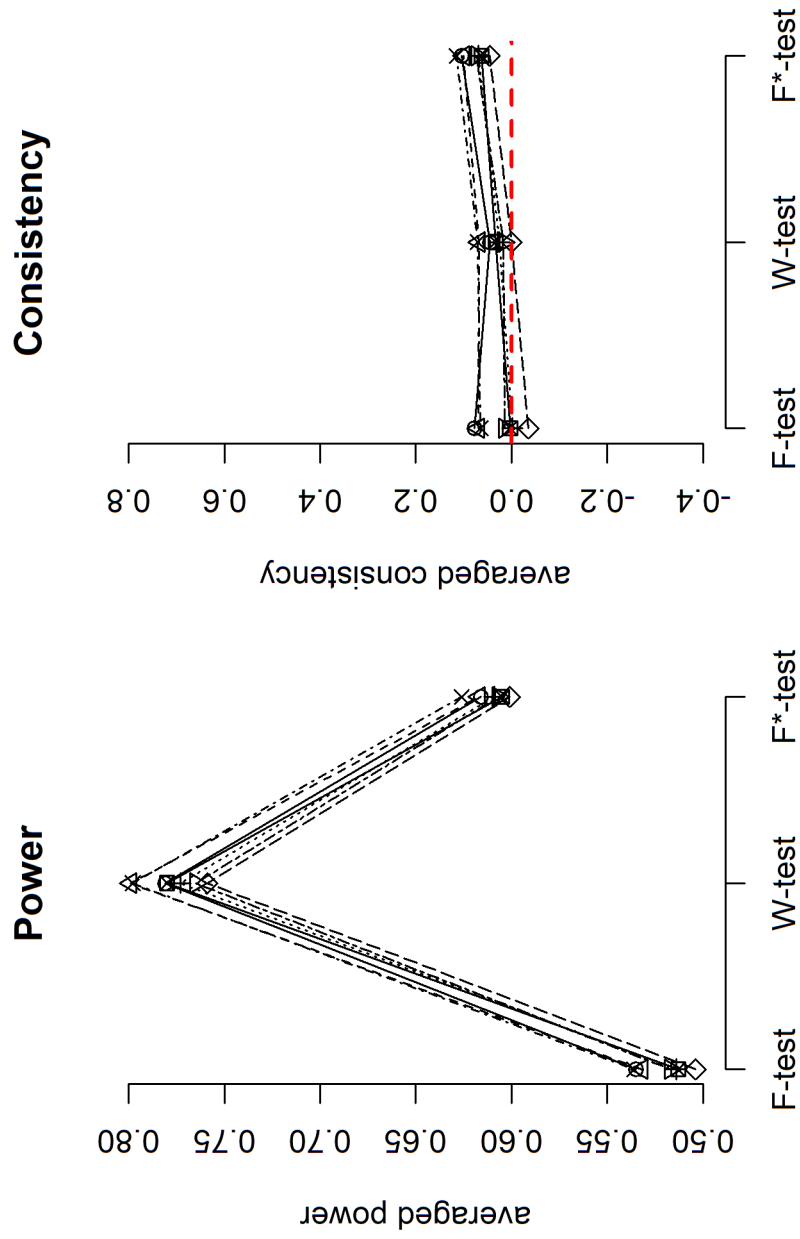 Power
averaged power
0.50
0.55
0.60
0.65
0.70
0.75
0.80
F-test
W-test
F*-test
Consistency
averaged consistency
-0.4
-0.2
0.0
0.2
0.4
0.6
0.8
F-test
W-test
F*-test